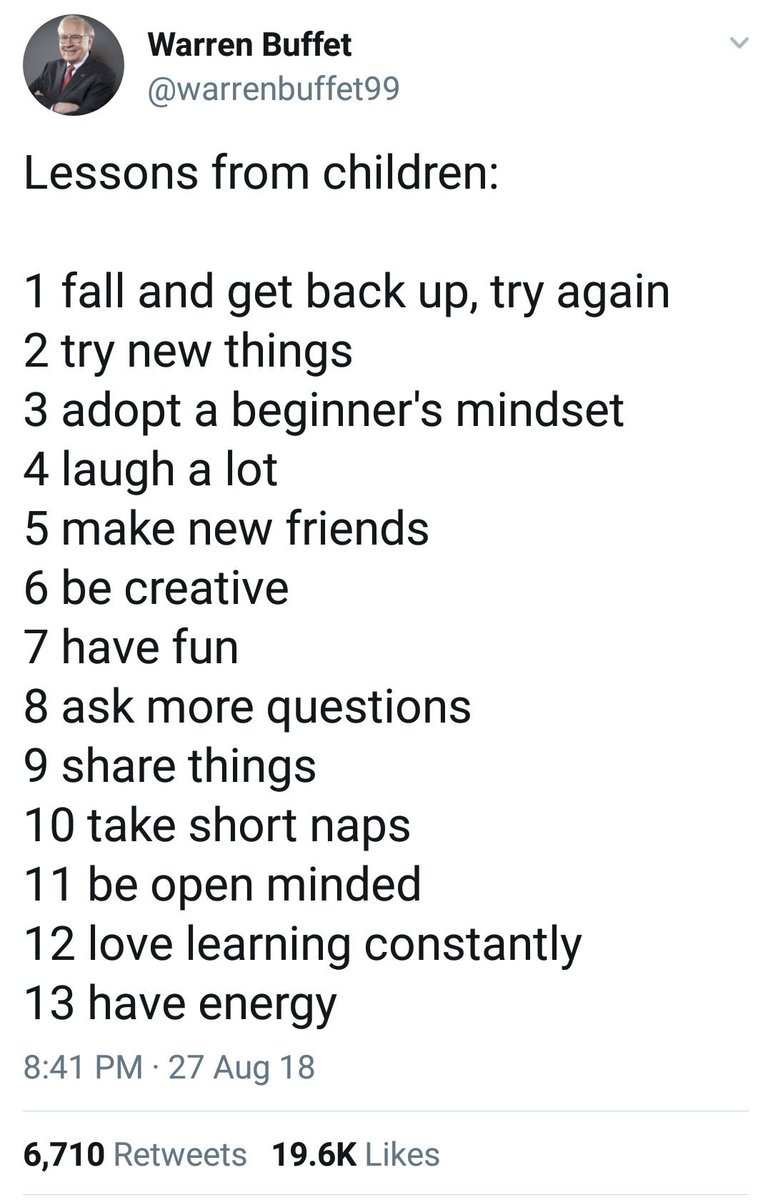 Warren Buffet
@warrenbuffet99
Lessons from children:
1 fall and get back up, try again
2 try new things
3 adopt a beginner's mindset
4 laugh a lot
5 make new friends
6 be creative
7 have fun
8 ask more questions
9 share things
10 take short naps
11 be open minded
12 love learning constantly
13 have energy
8:41 PM · 27 Aug 18
6,710 Retweets 19.6K Likes